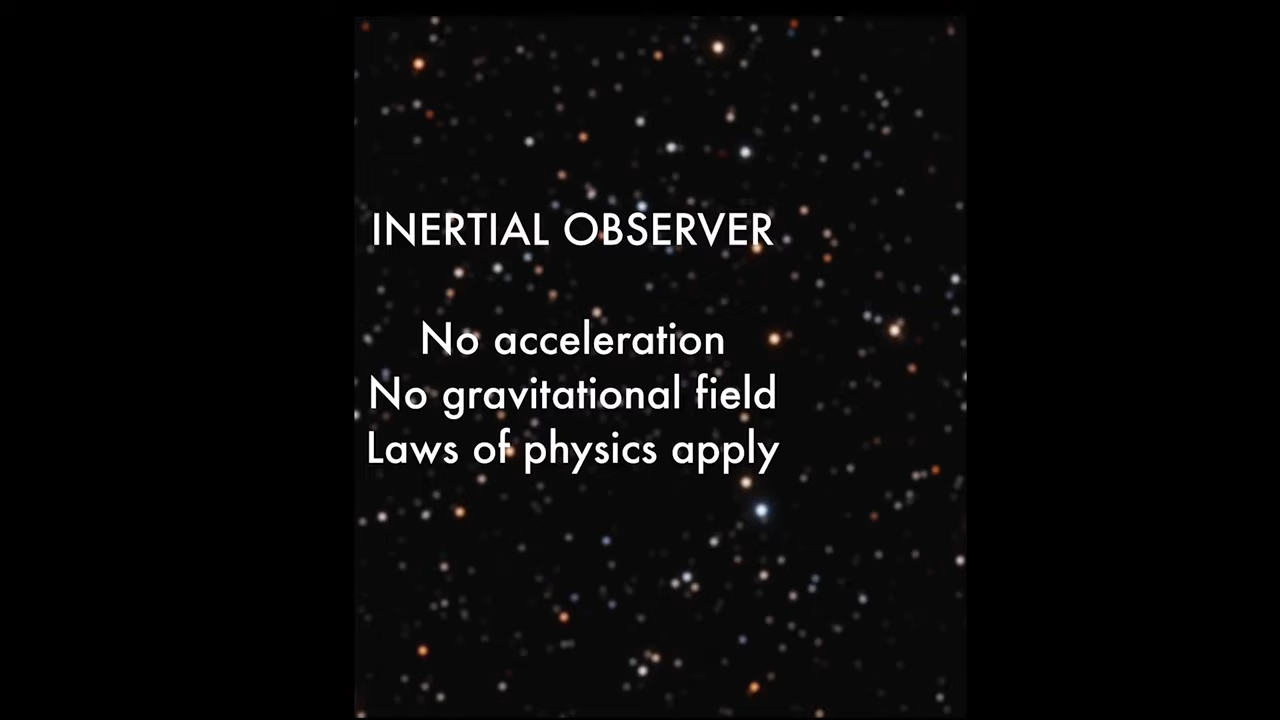 INERTIAL OBSERVER
No acceleration
No gravitational field
Laws of physics apply